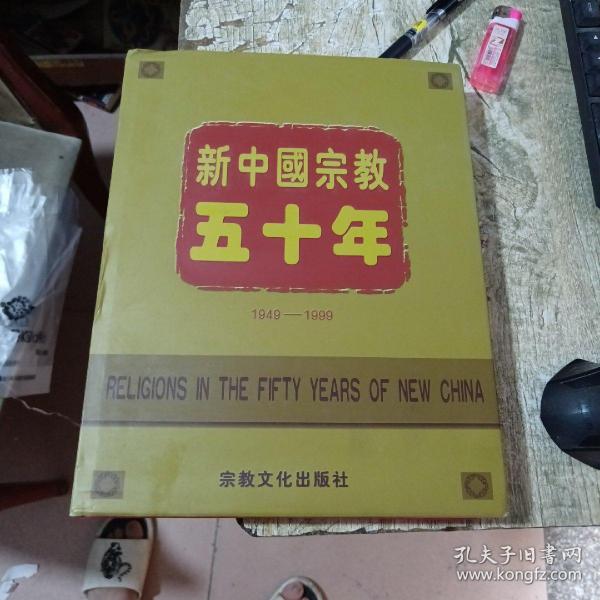 新中國宗教
五十年
1949—1999
RELIGIONS IN THE FIFTY YEARS OF NEW CHINA
宗教文化出版社
孔夫子旧书网
www.kongfz.com